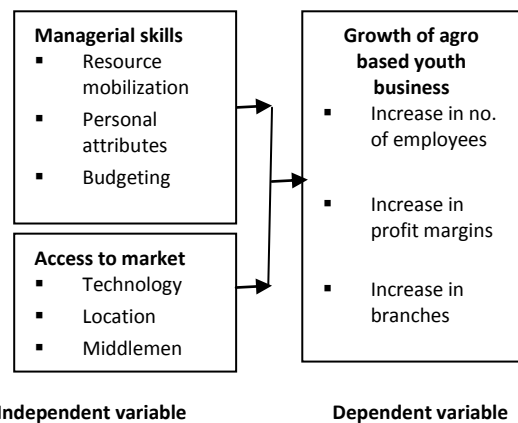 Managerial skills
▪ Resource
mobilization
▪ Personal
attributes
▪ Budgeting
Access to market
▪ Technology
▪ Location
▪ Middlemen
Growth of agro
based youth
business
▪ Increase in no.
of employees
▪ Increase in
profit margins
▪ Increase in
branches
Independent variable
Dependent variable